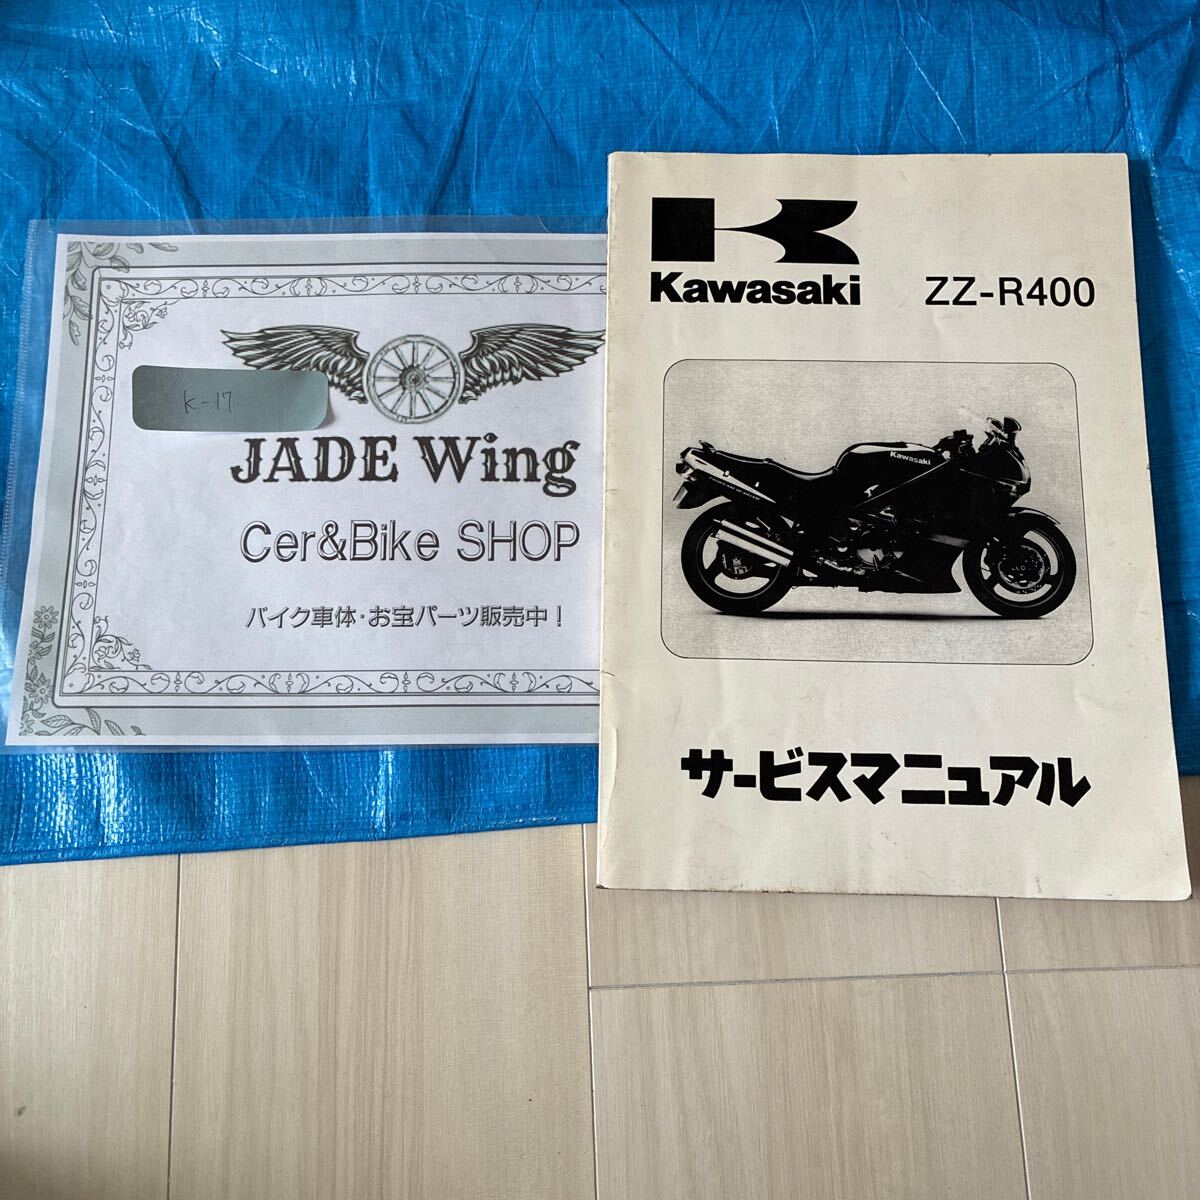 K-17
JADE Wing
Cer&Bike SHOP
バイク車体・お宝パーツ販売中！
Kawasaki
ZZ-R400
Kawasaki
サービスマニュアル